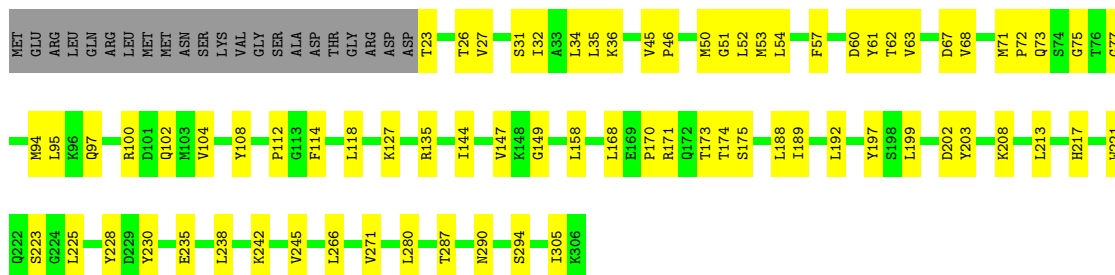 MET GLU ARG LEU GLN ARG LEU MET MET ASN SER LYS VAL GLY SER ALA ASP THR GLY ARG ASP ASP T23 T26 V27 S31 I32 A33 L34 L35 K36 V45 P46 M50 G51 L52 M53 L54 F57 D60 Y61 T62 V63 D67 V68 M71 P72 Q73 S74 G75 T76
M94 L95 K96 Q97 R100 D101 Q102 M103 V104 Y108 P112 G113 F114 L118 K127 R135 I144 V147 K148 G149 L158 L168 E169 P170 R171 Q172 T173 T174 S175 L188 I189 L192 Y197 S198 L199 D202 Y203 K208 L213 H217
Q222 S223 G224 L225 Y228 D229 Y230 E235 L238 K242 V245 L266 V271 L280 T287 N290 S294 I305 K306